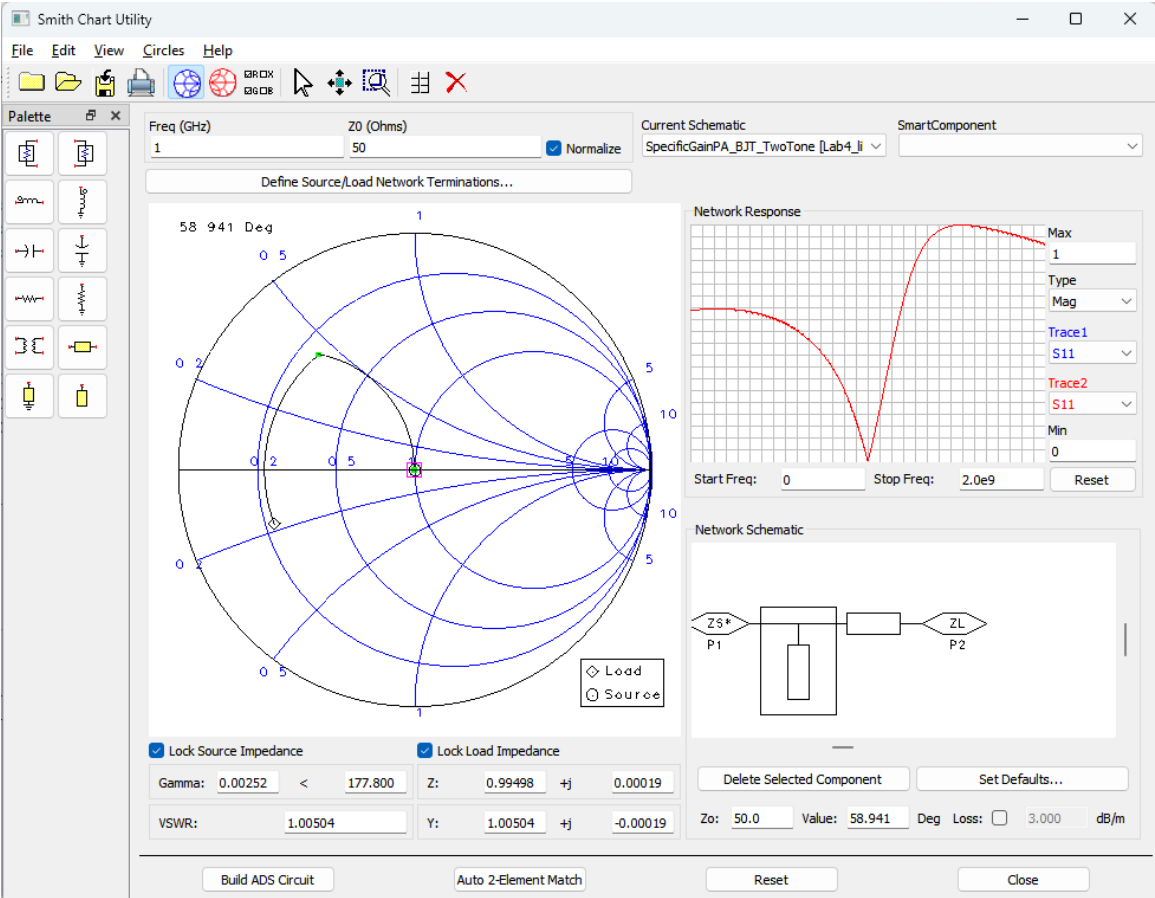 Smith Chart Utility
File Edit View Circles Help
Palette
Freq (GHz) Z0 (Ohms)
1 50 Normalize
Define Source/Load Network Terminations...
Current Schematic SmartComponent
SpecificGainPA_BJT_TwoTone [Lab4_li
58 941 Deg
1
0 5
0 2
0 2 0 5 1 5 10
5
10
10
5
0 2
0 5
1
Load
Source
Network Response
Max
1
Type
Mag
Trace1
S11
Trace2
S11
Min
0
Start Freq: 0 Stop Freq: 2.0e9 Reset
Network Schematic
ZS* ZL
P1 P2
Lock Source Impedance Lock Load Impedance
Gamma: 0.00252 < 177.800 Z: 0.99498 +j 0.00019
VSWR: 1.00504 Y: 1.00504 +j -0.00019
Delete Selected Component Set Defaults...
Zo: 50.0 Value: 58.941 Deg Loss: 3.000 dB/m
Build ADS Circuit Auto 2-Element Match Reset Close